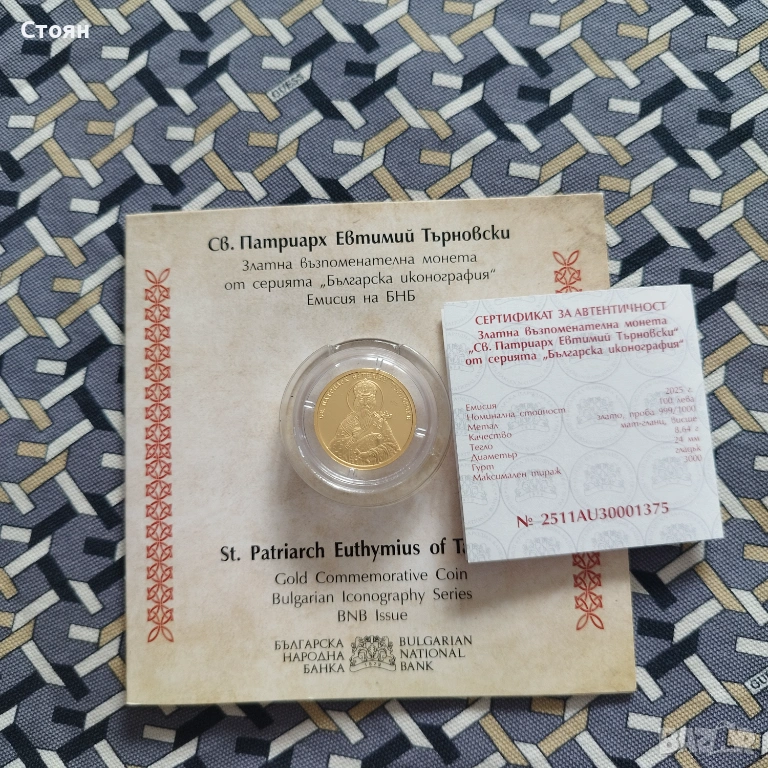 Стоян
GUESS
Св. Патриарх Евтимий Търновски
Златна възпоменателна монета
от серията „Българска иконография“
Емисия на БНБ
СЕРТИФИКАТ ЗА АВТЕНТИЧНОСТ
Златна възпоменателна монета
„Св. Патриарх Евтимий Търновски“
от серията „Българска иконография“
Емисия 2025 г.
Номинална стойност 100 лева
Метал злато, проба 999/1000
Качество мат-гланц, висше
Тегло 8.64 г
Диаметър 24 мм
Гурт гладък
Максимален тираж 3000
№ 2511AU30001375
St. Patriarch Euthymius of
Gold Commemorative Coin
Bulgarian Iconography Series
BNB Issue
БЪЛГАРСКА НАРОДНА БАНКА
BULGARIAN NATIONAL BANK